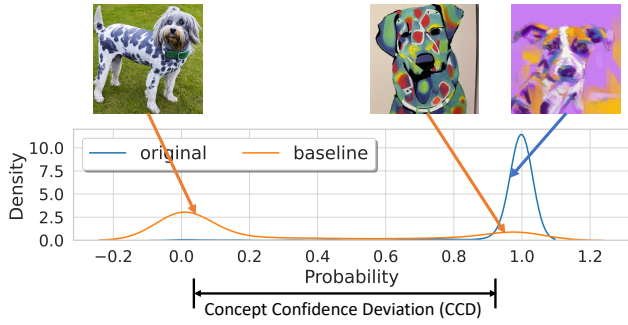 original baseline
Density
10.0
7.5
5.0
2.5
0.0
−0.2 0.0 0.2 0.4 0.6 0.8 1.0 1.2
Probability
Concept Confidence Deviation (CCD)